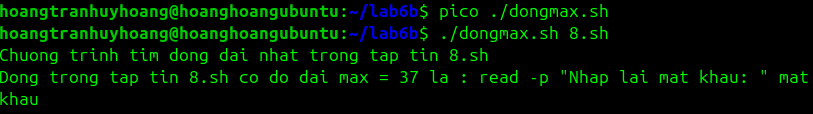 hoangtranhuyhoang@hoanghoangubuntu:~/lab6b$ pico ./dongmax.sh
hoangtranhuyhoang@hoanghoangubuntu:~/lab6b$ ./dongmax.sh 8.sh
Chuong trinh tim dong dai nhat trong tap tin 8.sh
Dong trong tap tin 8.sh co do dai max = 37 la : read -p "Nhap lai mat khau: " mat
khau